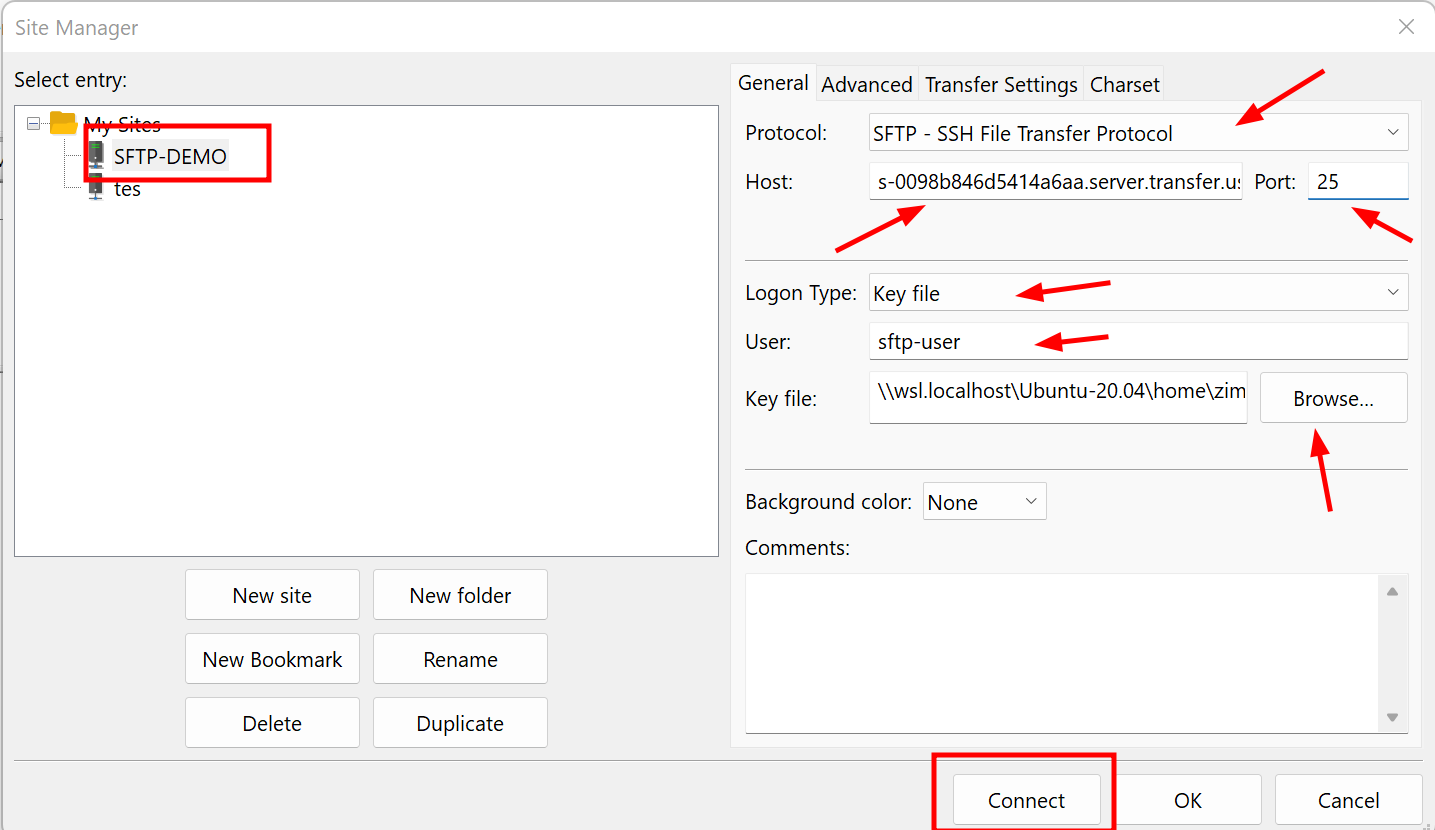 Site Manager
Select entry:
My Sites
SFTP-DEMO
tes
New site
New folder
New Bookmark
Rename
Delete
Duplicate
General
Advanced
Transfer Settings
Charset
Protocol:
SFTP - SSH File Transfer Protocol
Host:
s-0098b846d5414a6aa.server.transfer.us
Port:
25
Logon Type:
Key file
User:
sftp-user
Key file:
\\wsl.localhost\Ubuntu-20.04\home\zim
Browse...
Background color:
None
Comments:
Connect
OK
Cancel